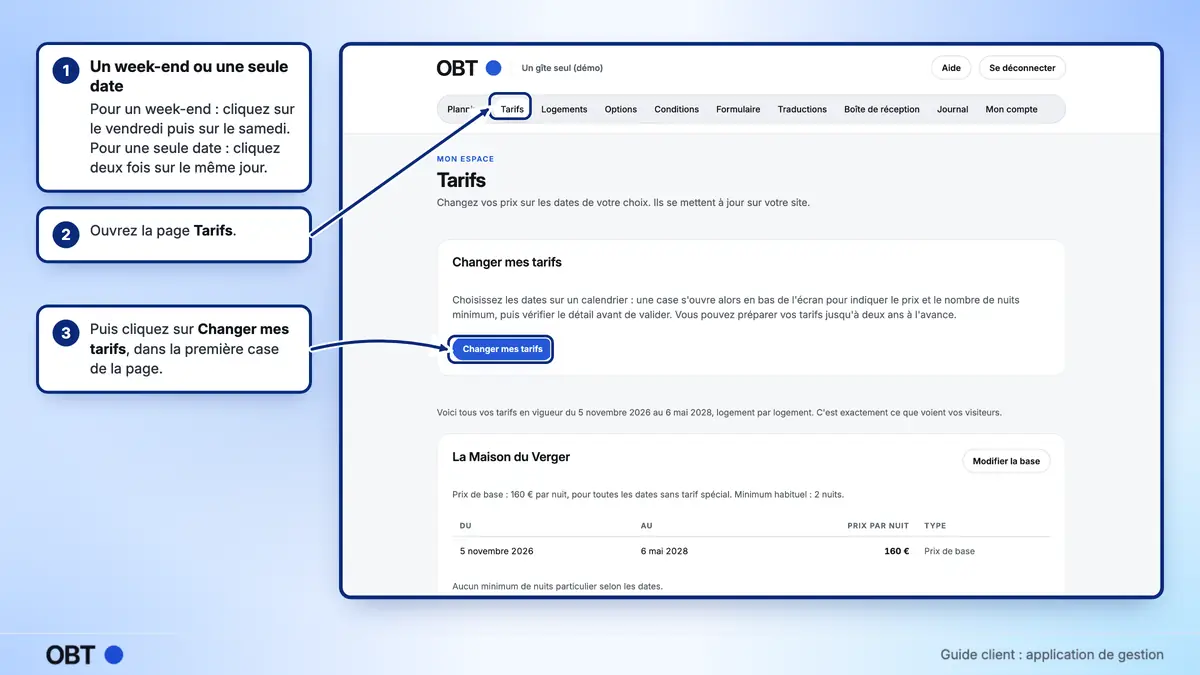 1
Un week-end ou une seule
date
Pour un week-end : cliquez sur
le vendredi puis sur le samedi.
Pour une seule date : cliquez
deux fois sur le même jour.
2
Ouvrez la page Tarifs.
3
Puis cliquez sur Changer mes
tarifs, dans la première case
de la page.
OBT
Un gîte seul (démo)
Aide
Se déconnecter
Tarifs
Logements
Options
Conditions
Formulaire
Traductions
Boîte de réception
Journal
Mon compte
MON ESPACE
Tarifs
Changez vos prix sur les dates de votre choix. Ils se mettent à jour sur votre site.
Changer mes tarifs
Choisissez les dates sur un calendrier : une case s'ouvre alors en bas de l'écran pour indiquer le prix et le nombre de nuits
minimum, puis vérifier le détail avant de valider. Vous pouvez préparer vos tarifs jusqu'à deux ans à l'avance.
Changer mes tarifs
Voici tous vos tarifs en vigueur du 5 novembre 2026 au 6 mai 2028, logement par logement. C'est exactement ce que voient vos visiteurs.
La Maison du Verger
Modifier la base
Prix de base : 160 € par nuit, pour toutes les dates sans tarif spécial. Minimum habituel : 2 nuits.
DU AU PRIX PAR NUIT TYPE
5 novembre 2026 6 mai 2028 160 € Prix de base
Aucun minimum de nuits particulier selon les dates.
OBT
Guide client : application de gestion